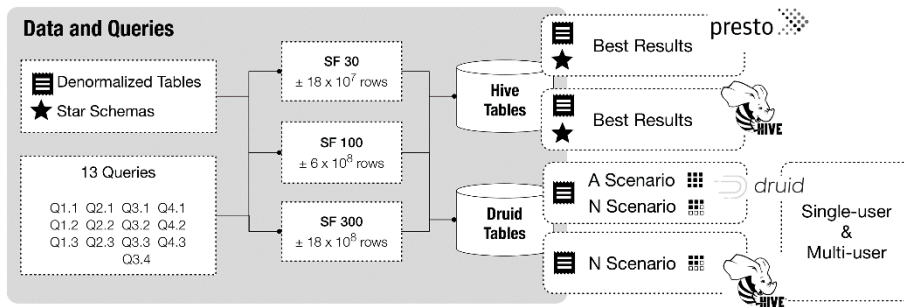 Data and Queries
Denormalized Tables
Star Schemas
13 Queries
Q1.1 Q2.1 Q3.1 Q4.1
Q1.2 Q2.2 Q3.2 Q4.2
Q1.3 Q2.3 Q3.3 Q4.3
Q3.4
SF 30
± 18 x 10⁷ rows
SF 100
± 6 x 10⁸ rows
SF 300
± 18 x 10⁸ rows
Hive
Tables
Druid
Tables
presto
Best Results
Best Results
HIVE
A Scenario
N Scenario
druid
N Scenario
HIVE
Single-user
&
Multi-user